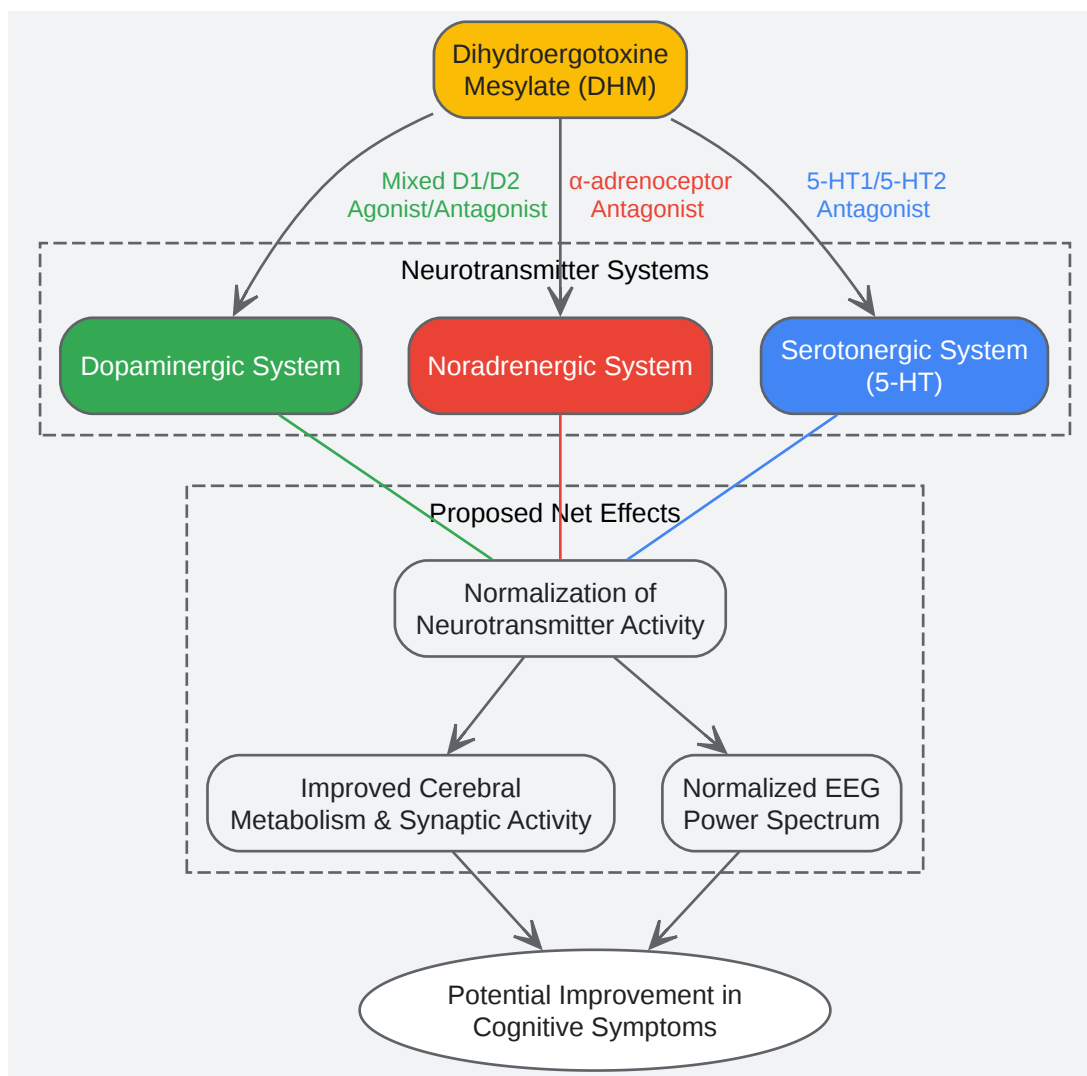 Dihydroergotoxine
Mesylate (DHM)
Mixed D1/D2
Agonist/Antagonist
α-adrenoceptor
Antagonist
5-HT1/5-HT2
Antagonist
Neurotransmitter Systems
Dopaminergic System
Noradrenergic System
Serotonergic System
(5-HT)
Proposed Net Effects
Normalization of
Neurotransmitter Activity
Improved Cerebral
Metabolism & Synaptic Activity
Normalized EEG
Power Spectrum
Potential Improvement in
Cognitive Symptoms